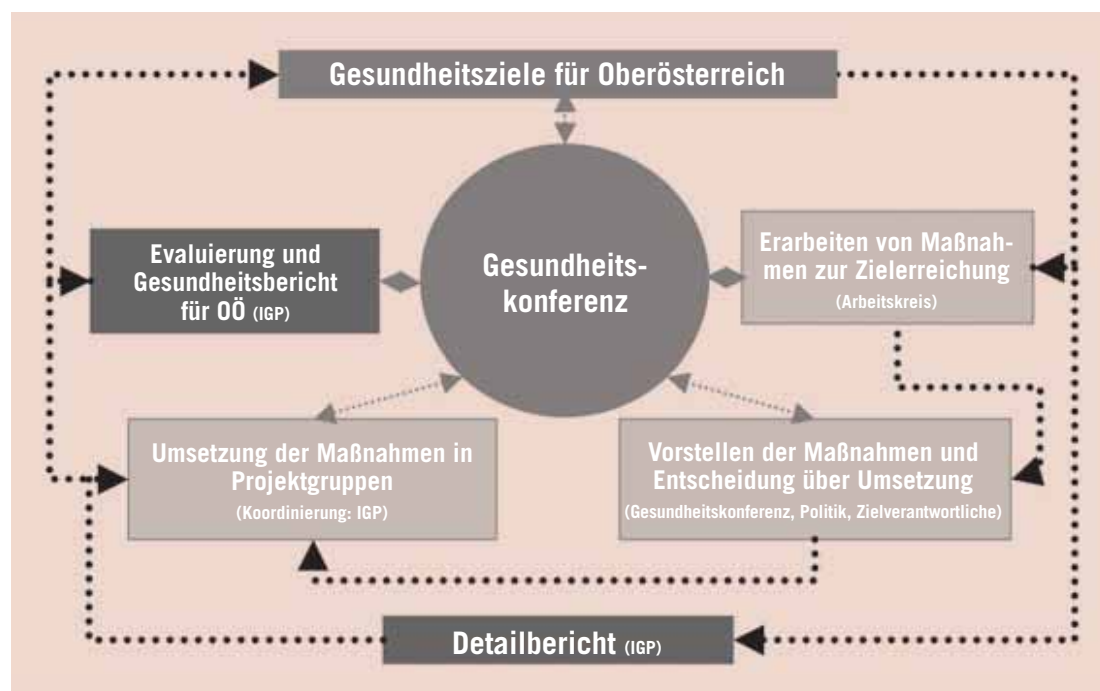 Gesundheitsziele für Oberösterreich
Evaluierung und
Gesundheitsbericht
für OÖ (IGP)
Gesundheits-
konferenz
Erarbeiten von Maßnah-
men zur Zielerreichung
(Arbeitskreis)
Umsetzung der Maßnahmen in
Projektgruppen
(Koordinierung: IGP)
Vorstellen der Maßnahmen und
Entscheidung über Umsetzung
(Gesundheitskonferenz, Politik, Zielverantwortliche)
Detailbericht (IGP)